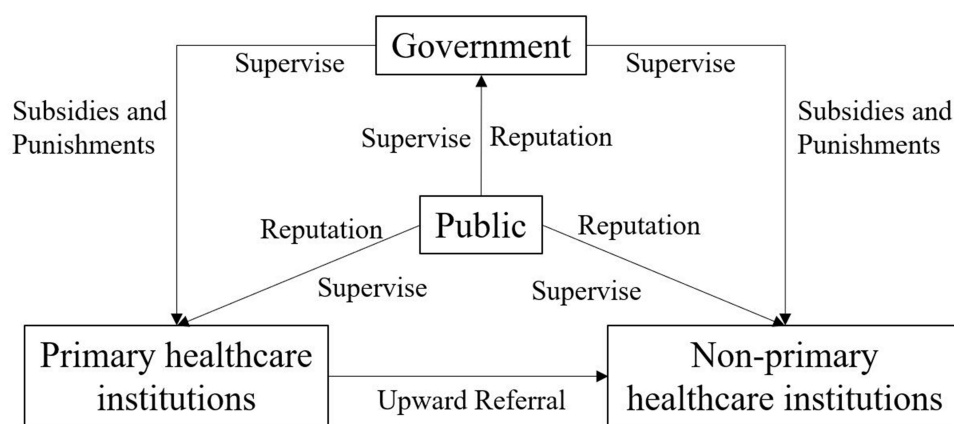 Government
Supervise
Supervise
Subsidies and
Punishments
Subsidies and
Punishments
Supervise
Reputation
Public
Reputation
Reputation
Supervise
Supervise
Primary healthcare
institutions
Non-primary
healthcare institutions
Upward Referral